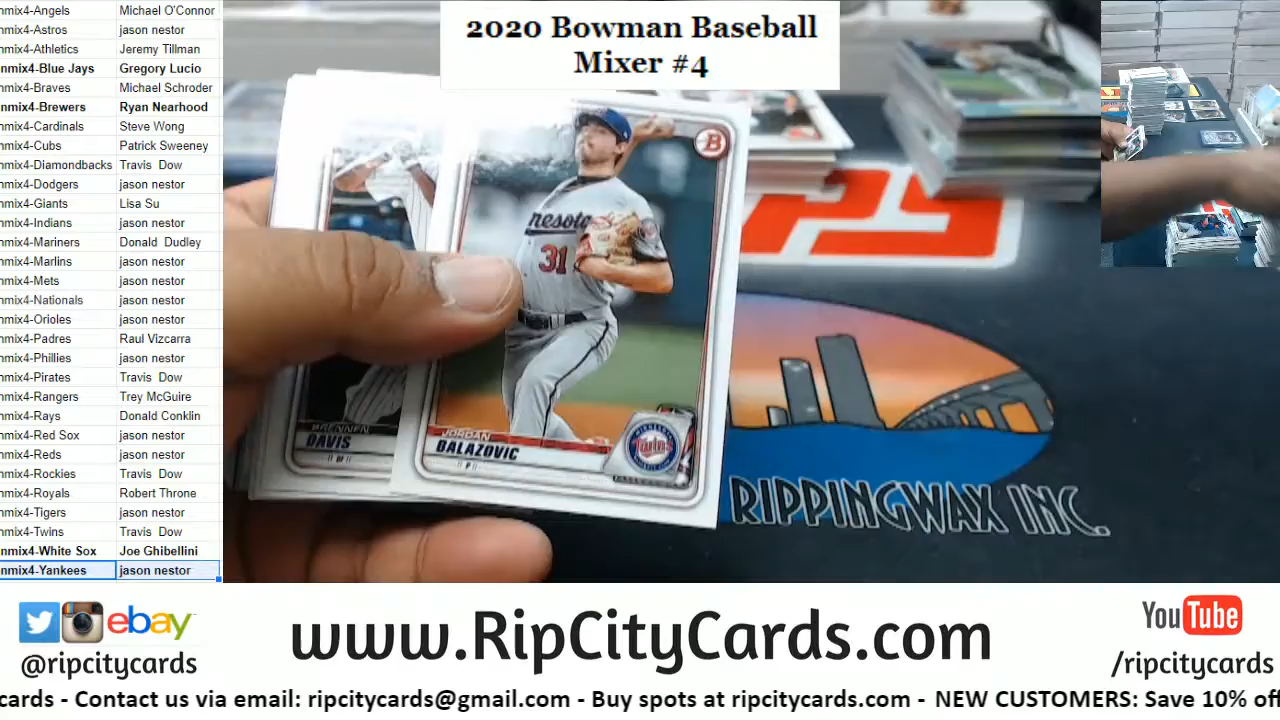 nmix4-Angels Michael O'Connor
nmix4-Astros jason nestor
nmix4-Athletics Jeremy Tillman
nmix4-Blue Jays Gregory Lucio
nmix4-Braves Michael Schroder
nmix4-Brewers Ryan Nearhood
nmix4-Cardinals Steve Wong
nmix4-Cubs Patrick Sweeney
nmix4-Diamondbacks Travis Dow
nmix4-Dodgers jason nestor
nmix4-Giants Lisa Su
nmix4-Indians jason nestor
nmix4-Mariners Donald Dudley
nmix4-Marlins jason nestor
nmix4-Mets jason nestor
nmix4-Nationals jason nestor
nmix4-Orioles jason nestor
nmix4-Padres Raul Vizcarra
nmix4-Phillies jason nestor
nmix4-Pirates Travis Dow
nmix4-Rangers Trey McGuire
nmix4-Rays Donald Conklin
nmix4-Red Sox jason nestor
nmix4-Reds jason nestor
nmix4-Rockies Travis Dow
nmix4-Royals Robert Throne
nmix4-Tigers jason nestor
nmix4-Twins Travis Dow
nmix4-White Sox Joe Ghibellini
nmix4-Yankees jason nestor
2020 Bowman Baseball
Mixer #4
B
nesota
31
BRENNEN
DAVIS
JORDAN
BALAZOVIC
Twins
PS
RIPPINGWAX INC.
ebay
@ripcitycards
www.RipCityCards.com
YouTube
/ripcitycards
cards - Contact us via email: ripcitycards@gmail.com - Buy spots at ripcitycards.com - NEW CUSTOMERS: Save 10% off